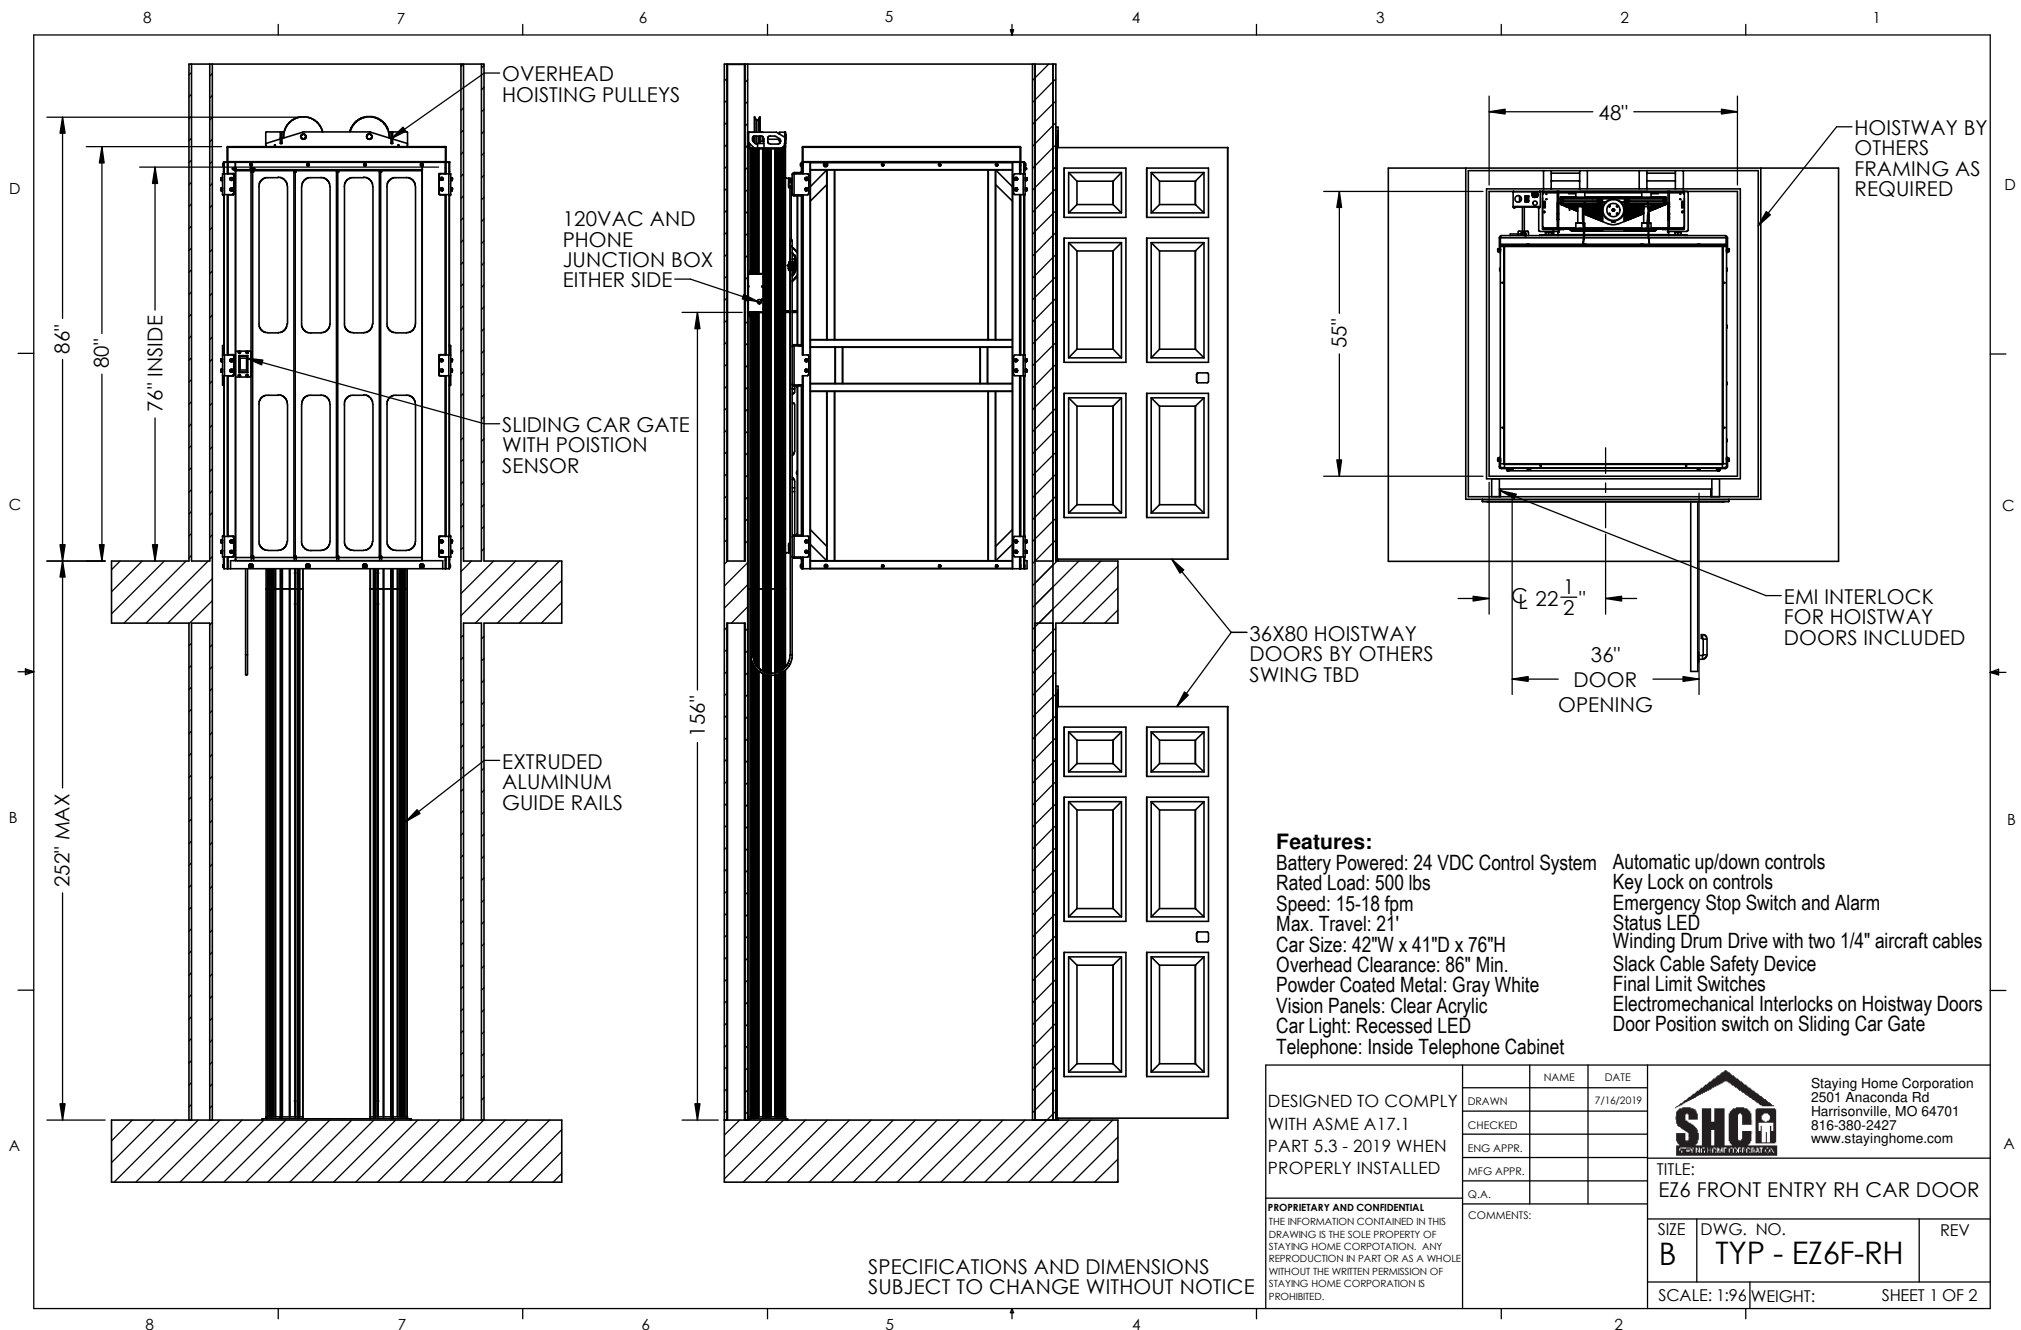 8
7
6
5
4
3
2
1
OVERHEAD
HOISTING PULLEYS
86"
80"
76" INSIDE
SLIDING CAR GATE
WITH POISTION
SENSOR
EXTRUDED
ALUMINUM
GUIDE RAILS
252" MAX
120VAC AND
PHONE
JUNCTION BOX
EITHER SIDE
156"
36X80 HOISTWAY
DOORS BY OTHERS
SWING TBD
48"
HOISTWAY BY
OTHERS
FRAMING AS
REQUIRED
55"
℄ 22 1/2"
EMI INTERLOCK
FOR HOISTWAY
DOORS INCLUDED
36"
DOOR
OPENING
D
D
C
C
B
B
A
A
Features:
Battery Powered: 24 VDC Control System
Rated Load: 500 lbs
Speed: 15-18 fpm
Max. Travel: 21'
Car Size: 42"W x 41"D x 76"H
Overhead Clearance: 86" Min.
Powder Coated Metal: Gray White
Vision Panels: Clear Acrylic
Car Light: Recessed LED
Telephone: Inside Telephone Cabinet
Automatic up/down controls
Key Lock on controls
Emergency Stop Switch and Alarm
Status LED
Winding Drum Drive with two 1/4" aircraft cables
Slack Cable Safety Device
Final Limit Switches
Electromechanical Interlocks on Hoistway Doors
Door Position switch on Sliding Car Gate
DESIGNED TO COMPLY
WITH ASME A17.1
PART 5.3 - 2019 WHEN
PROPERLY INSTALLED
PROPRIETARY AND CONFIDENTIAL
THE INFORMATION CONTAINED IN THIS
DRAWING IS THE SOLE PROPERTY OF
STAYING HOME CORPOTATION. ANY
REPRODUCTION IN PART OR AS A WHOLE
WITHOUT THE WRITTEN PERMISSION OF
STAYING HOME CORPORATION IS
PROHIBITED.
NAME DATE
DRAWN 7/16/2019
CHECKED
ENG APPR.
MFG APPR.
Q.A.
COMMENTS:
SHC
STAYING HOME CORPORATION
Staying Home Corporation
2501 Anaconda Rd
Harrisonville, MO 64701
816-380-2427
www.stayinghome.com
TITLE:
EZ6 FRONT ENTRY RH CAR DOOR
SIZE DWG. NO. REV
B TYP - EZ6F-RH
SCALE: 1:96 WEIGHT: SHEET 1 OF 2
SPECIFICATIONS AND DIMENSIONS
SUBJECT TO CHANGE WITHOUT NOTICE
8
7
6
5
4
2